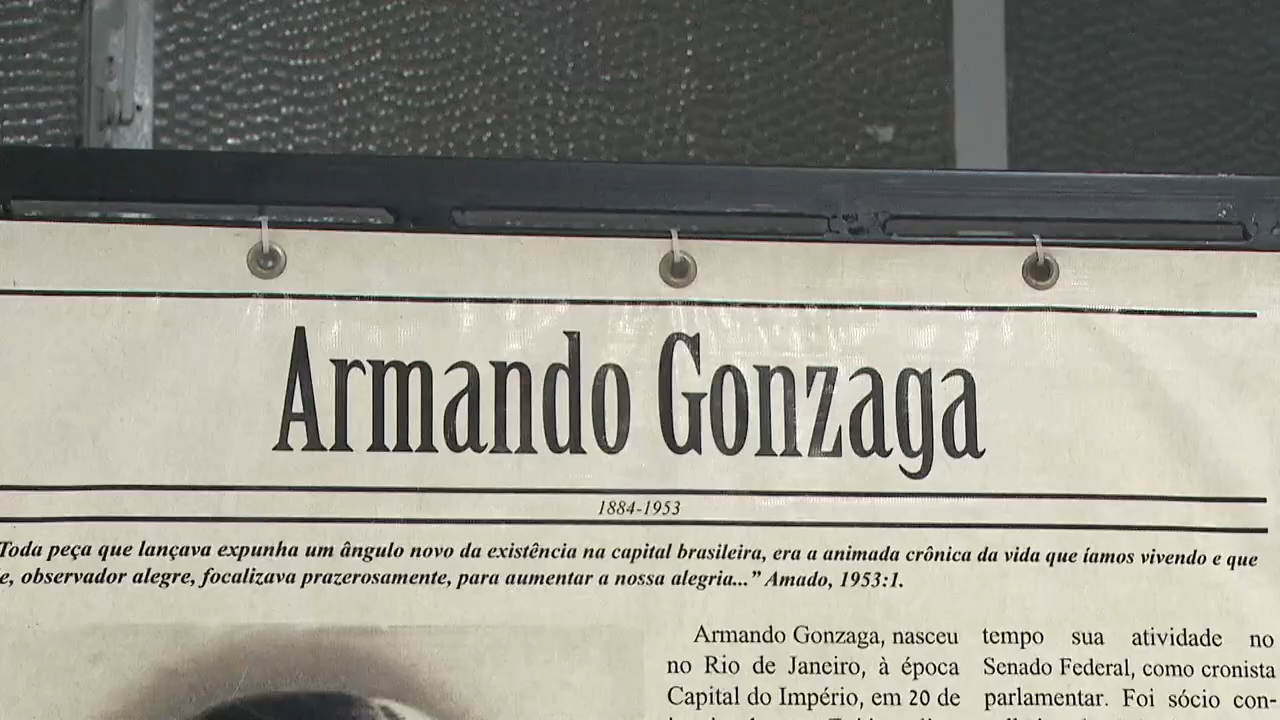 Armando Gonzaga
1884-1953
Toda peça que lançava expunha um ângulo novo da existência na capital brasileira, era a animada crônica da vida que íamos vivendo e que
e, observador alegre, focalizava prazerosamente, para aumentar a nossa alegria...” Amado, 1953:1.
Armando Gonzaga, nasceu
no Rio de Janeiro, à época
Capital do Império, em 20 de
tempo sua atividade no
Senado Federal, como cronista
parlamentar. Foi sócio con-